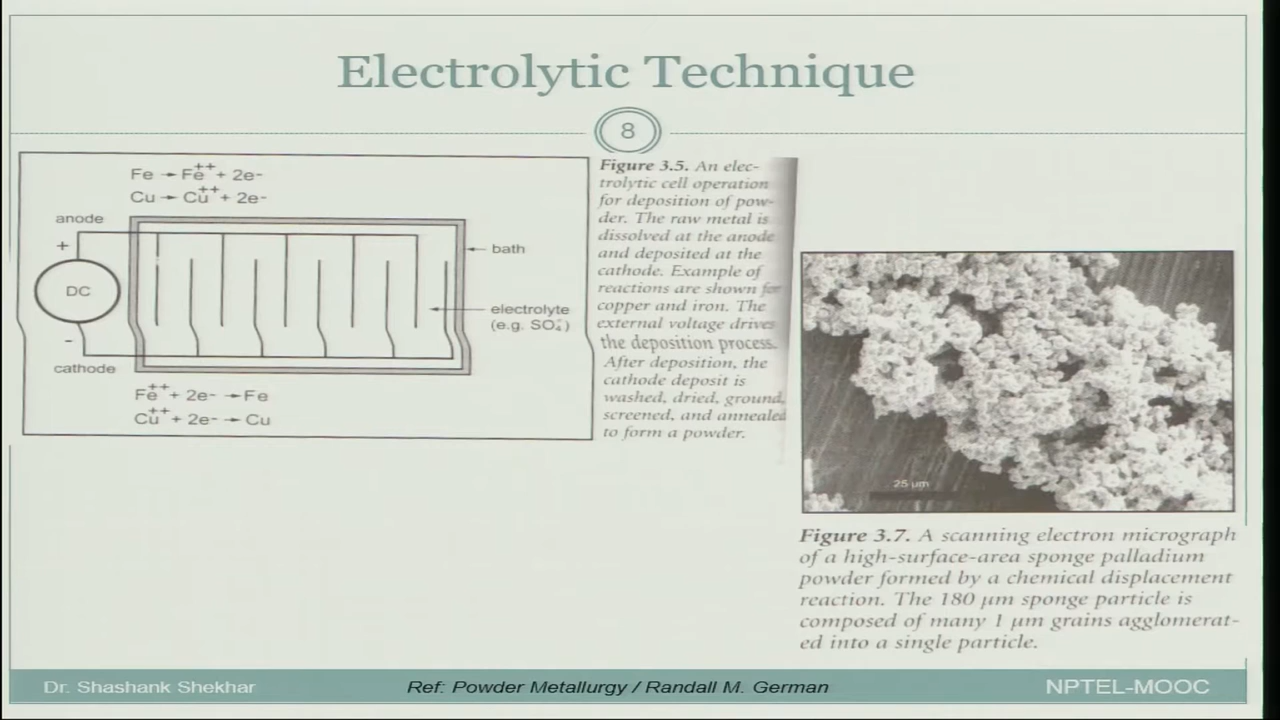 Electrolytic Technique
8
Fe → Fe++ + 2e-
Cu → Cu++ + 2e-
anode
+
DC
-
cathode
bath
electrolyte
(e.g. SO4=)
Fe++ + 2e- → Fe
Cu++ + 2e- → Cu
Figure 3.5. An elec-
trolytic cell operation
for deposition of pow-
der. The raw metal is
dissolved at the anode
and deposited at the
cathode. Example of
reactions are shown for
copper and iron. The
external voltage drives
the deposition process.
After deposition, the
cathode deposit is
washed, dried, ground,
screened, and annealed
to form a powder.
25 µm
Figure 3.7. A scanning electron micrograph
of a high-surface-area sponge palladium
powder formed by a chemical displacement
reaction. The 180 µm sponge particle is
composed of many 1 µm grains agglomerat-
ed into a single particle.
Dr. Shashank Shekhar
Ref: Powder Metallurgy / Randall M. German
NPTEL-MOOC